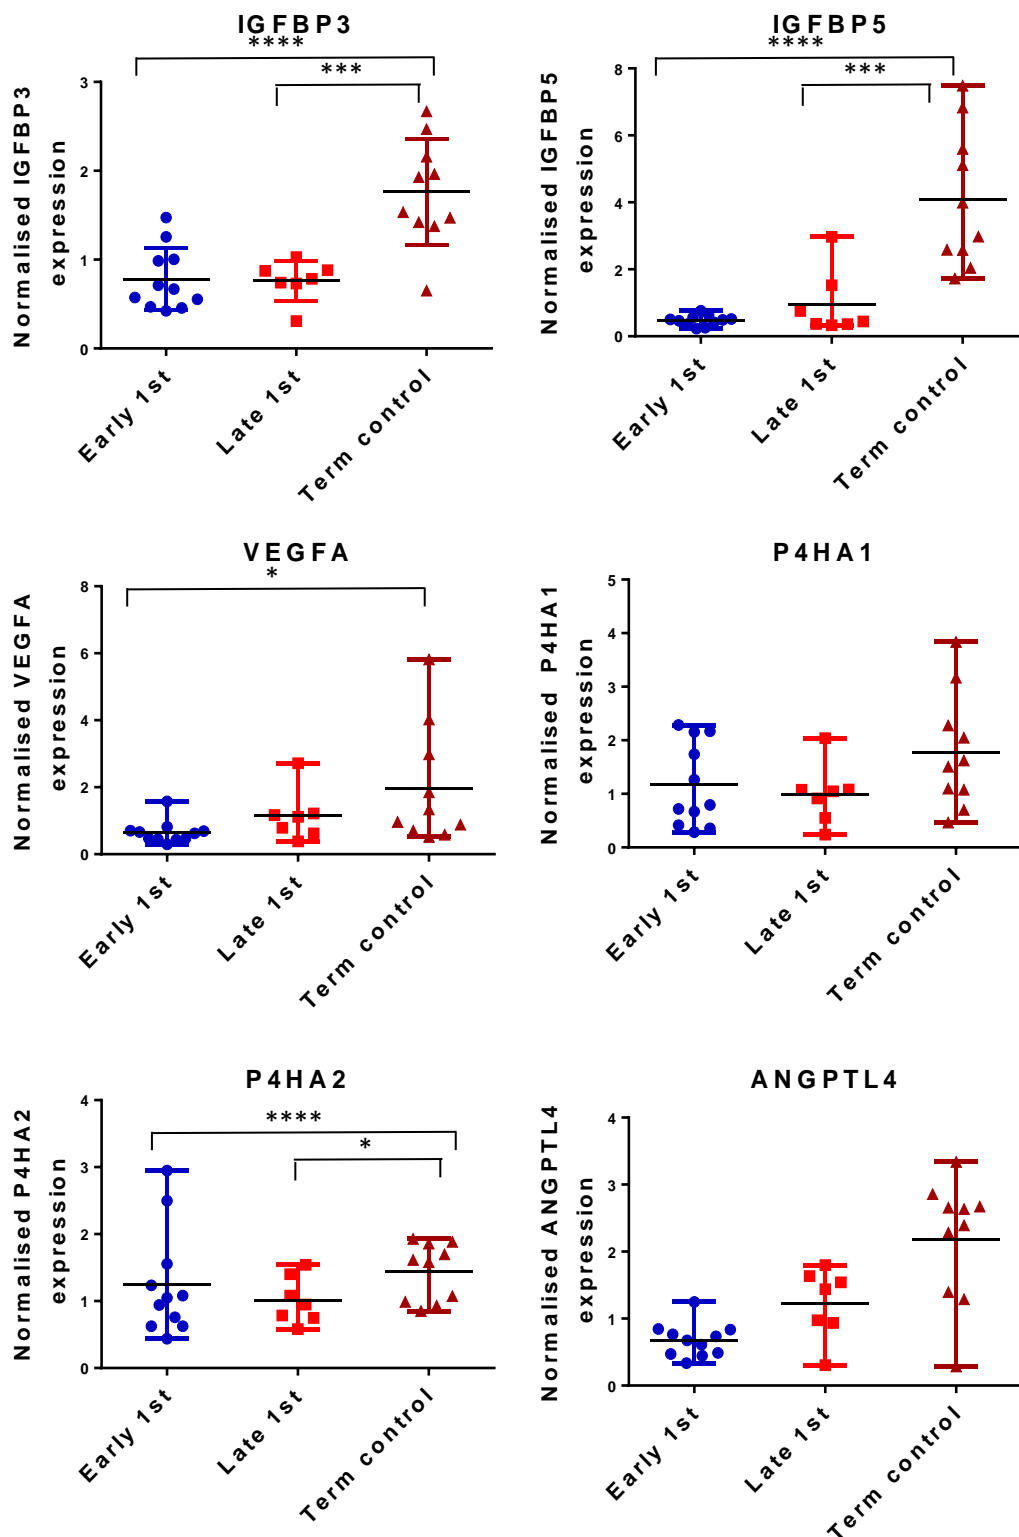 IGFBP3
****
***
Normalised IGFBP3
expression
3
2
1
0
Early 1st
Late 1st
Term control
IGFBP5
****
***
Normalised IGFBP5
expression
8
6
4
2
0
Early 1st
Late 1st
Term control
VEGFA
*
Normalised VEGFA
expression
8
6
4
2
0
Early 1st
Late 1st
Term control
P4HA1
Normalised P4HA1
expression
5
4
3
2
1
0
Early 1st
Late 1st
Term control
P4HA2
****
*
Normalised P4HA2
expression
4
3
2
1
0
Early 1st
Late 1st
Term control
ANGPTL4
Normalised ANGPTL4
expression
4
3
2
1
0
Early 1st
Late 1st
Term control